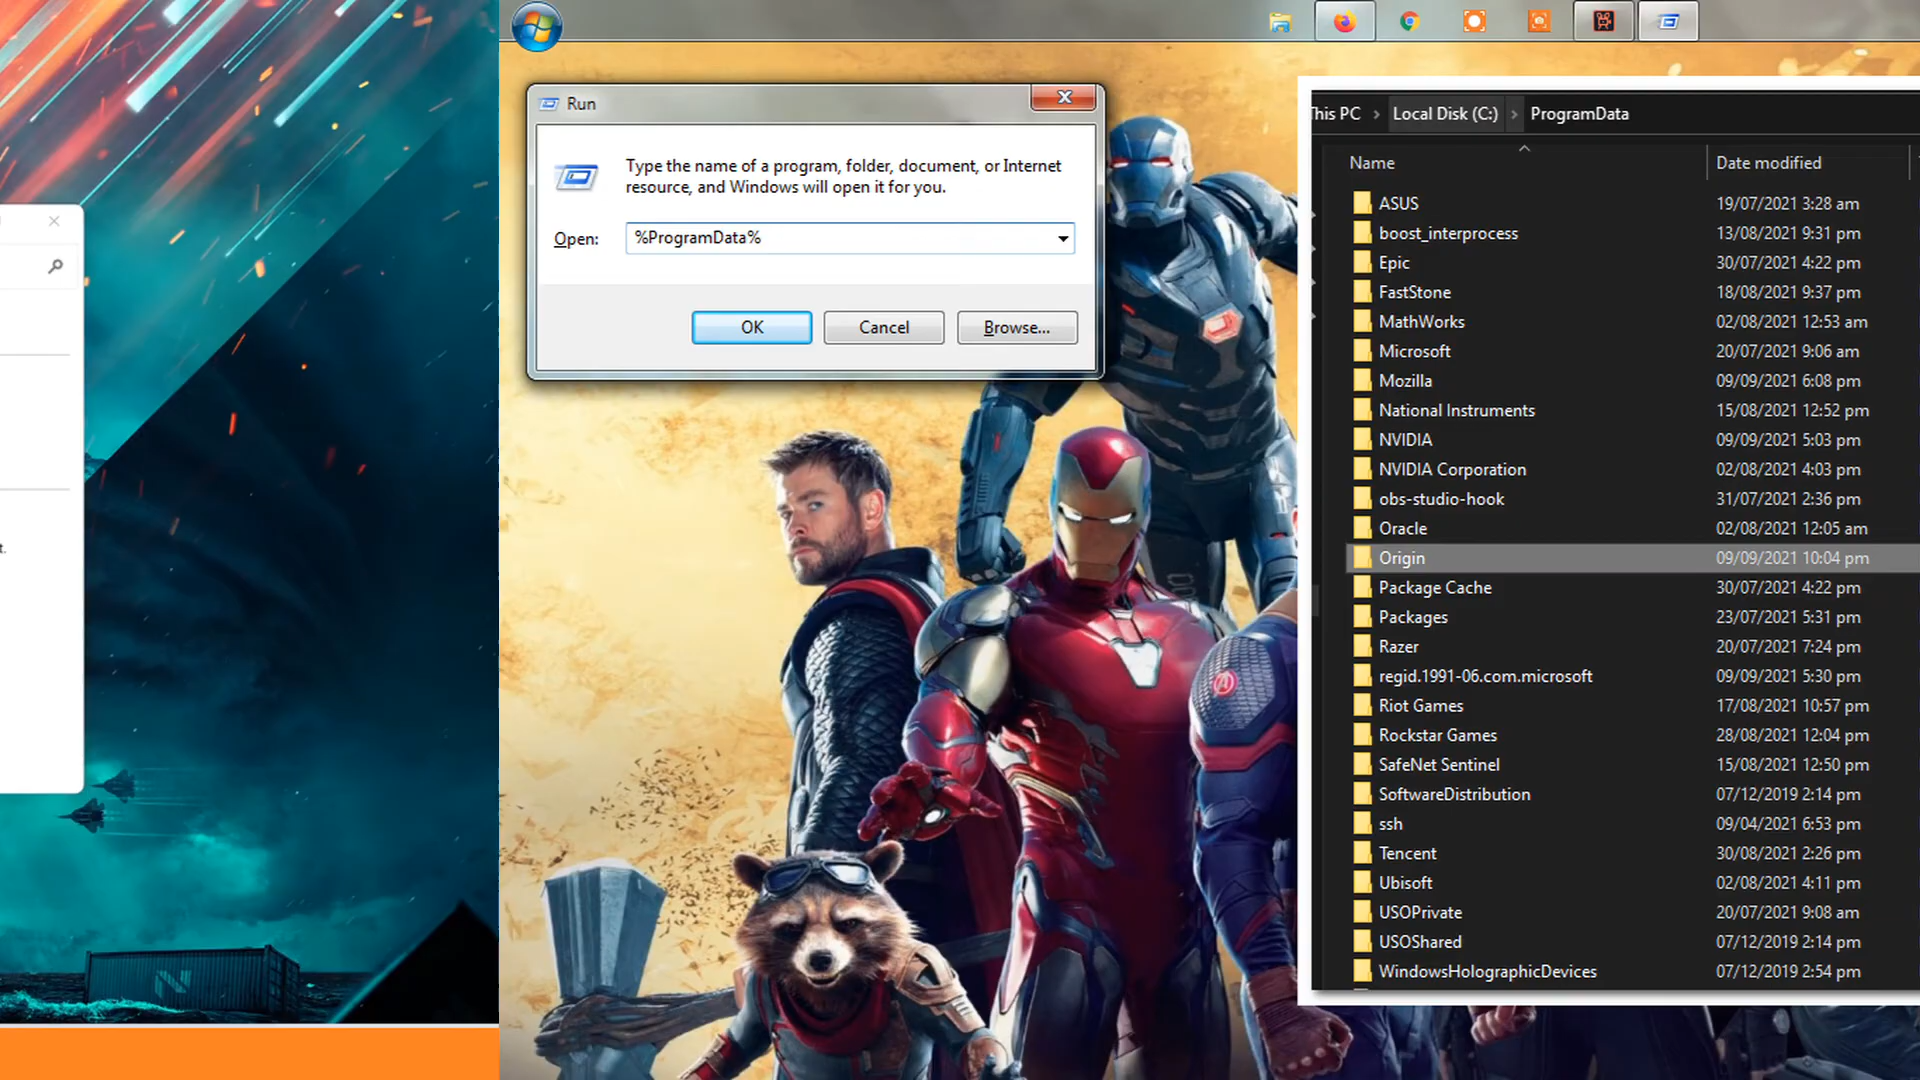 t.
Run
Type the name of a program, folder, document, or Internet
resource, and Windows will open it for you.
Open:
%ProgramData%
OK
Cancel
Browse...
This PC > Local Disk (C:) > ProgramData
Name Date modified
ASUS 19/07/2021 3:28 am
boost_interprocess 13/08/2021 9:31 pm
Epic 30/07/2021 4:22 pm
FastStone 18/08/2021 9:37 pm
MathWorks 02/08/2021 12:53 am
Microsoft 20/07/2021 9:06 am
Mozilla 09/09/2021 6:08 pm
National Instruments 15/08/2021 12:52 pm
NVIDIA 09/09/2021 5:03 pm
NVIDIA Corporation 02/08/2021 4:03 pm
obs-studio-hook 31/07/2021 2:36 pm
Oracle 02/08/2021 12:05 am
Origin 09/09/2021 10:04 pm
Package Cache 30/07/2021 4:22 pm
Packages 23/07/2021 5:31 pm
Razer 20/07/2021 7:24 pm
regid.1991-06.com.microsoft 09/09/2021 5:30 pm
Riot Games 17/08/2021 10:57 pm
Rockstar Games 28/08/2021 12:04 pm
SafeNet Sentinel 15/08/2021 12:50 pm
SoftwareDistribution 07/12/2019 2:14 pm
ssh 09/04/2021 6:53 pm
Tencent 30/08/2021 2:26 pm
Ubisoft 02/08/2021 4:11 pm
USOPrivate 20/07/2021 9:08 am
USOShared 07/12/2019 2:14 pm
WindowsHolographicDevices 07/12/2019 2:54 pm